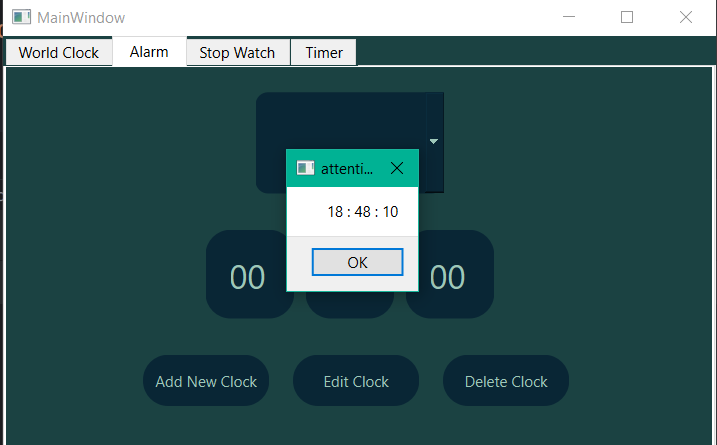 MainWindow
World Clock Alarm Stop Watch Timer
attenti...
18 : 48 : 10
OK
00 00
Add New Clock Edit Clock Delete Clock